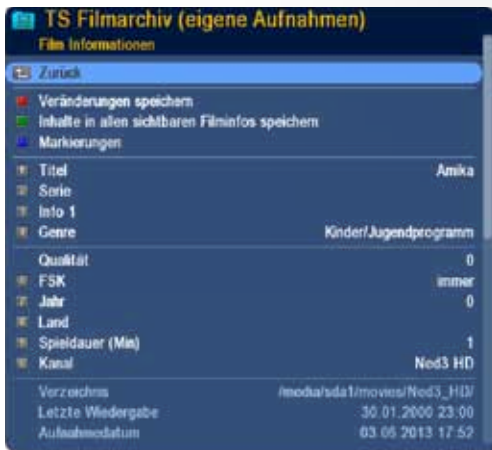 TS Filmarchiv (eigene Aufnahmen)
Film Informationen
Zurück
Veränderungen speichern
Inhalte in allen sichtbaren Filminfos speichern
Markierungen
Titel Amika
Serie
Info 1
Genre Kinder/Jugendprogramm
Qualität 0
FSK immer
Jahr 0
Land
Spieldauer (Min) 1
Kanal Ned3 HD
Verzeichnis /media/sda1/movies/Ned3_HD/
Letzte Wiedergabe 30.01.2000 23:00
Aufnahmedatum 03.06.2013 17:52